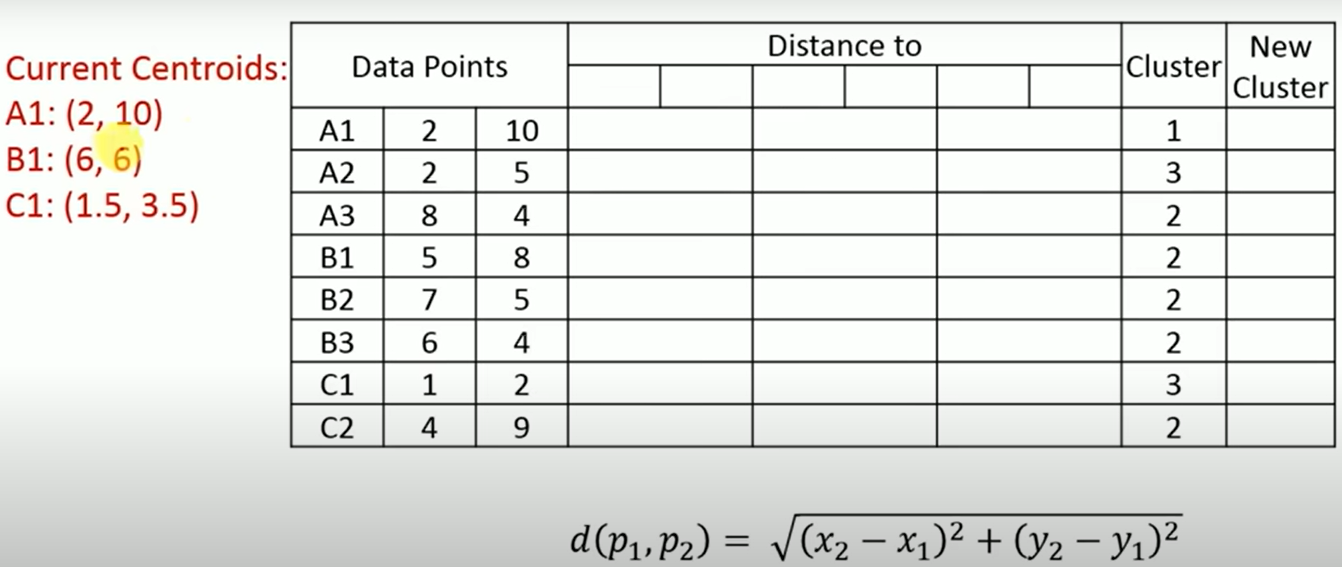 Current Centroids:
A1: (2, 10)
B1: (6, 6)
C1: (1.5, 3.5)
Data Points Distance to Cluster New Cluster
A1 2 10 1
A2 2 5 3
A3 8 4 2
B1 5 8 2
B2 7 5 2
B3 6 4 2
C1 1 2 3
C2 4 9 2
d(p₁, p₂) = √(x₂ − x₁)² + (y₂ − y₁)²